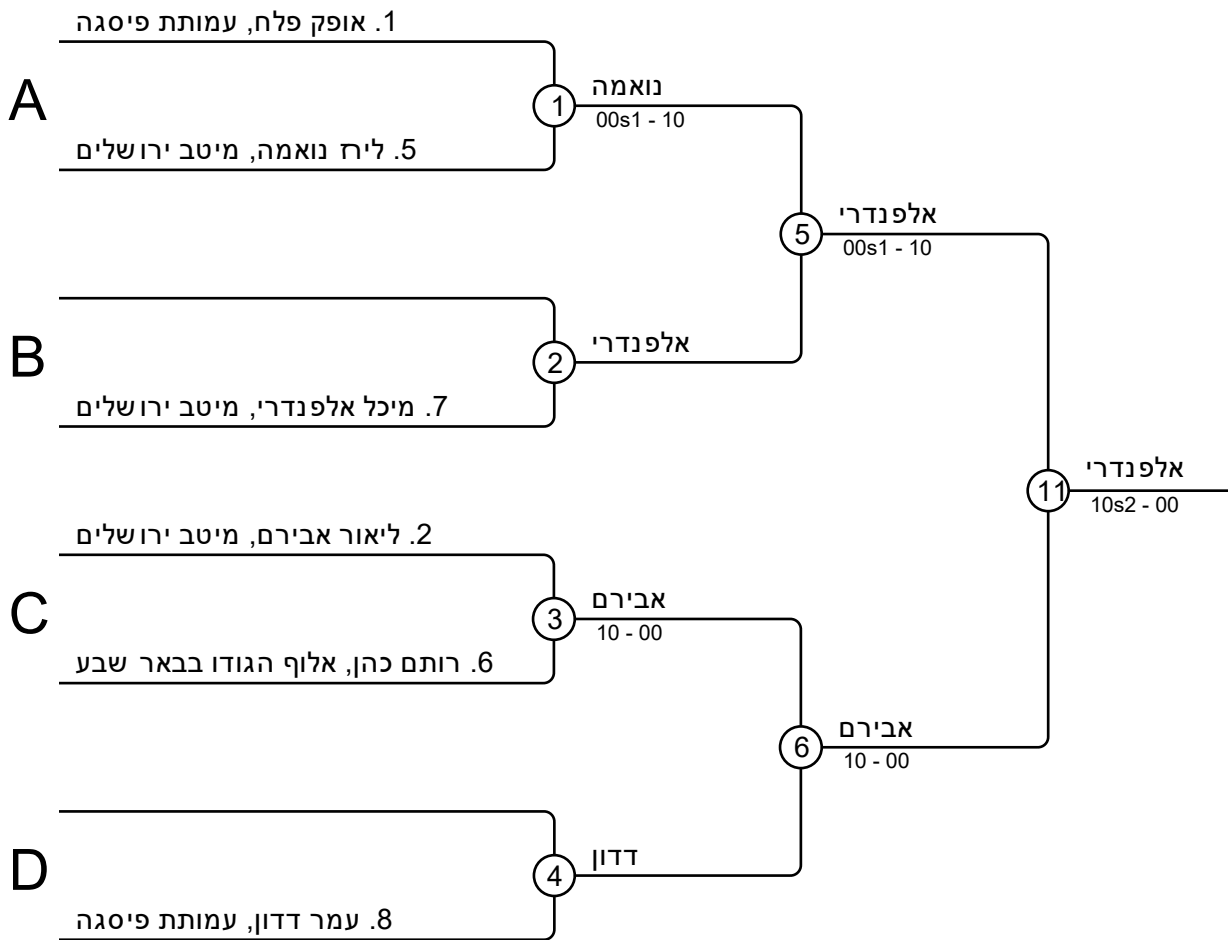 1. אופק פלח, עמותת פיסגה
A
1
נואמה
00s1 - 10
5. לירז נואמה, מיטב ירושלים
5
אלפנדרי
00s1 - 10
B
2
אלפנדרי
7. מיכל אלפנדרי, מיטב ירושלים
11
אלפנדרי
10s2 - 00
2. ליאור אבירם, מיטב ירושלים
C
3
אבירם
10 - 00
6. רותם כהן, אלוף הגודו בבאר שבע
6
אבירם
10 - 00
D
4
דדון
8. עמר דדון, עמותת פיסגה